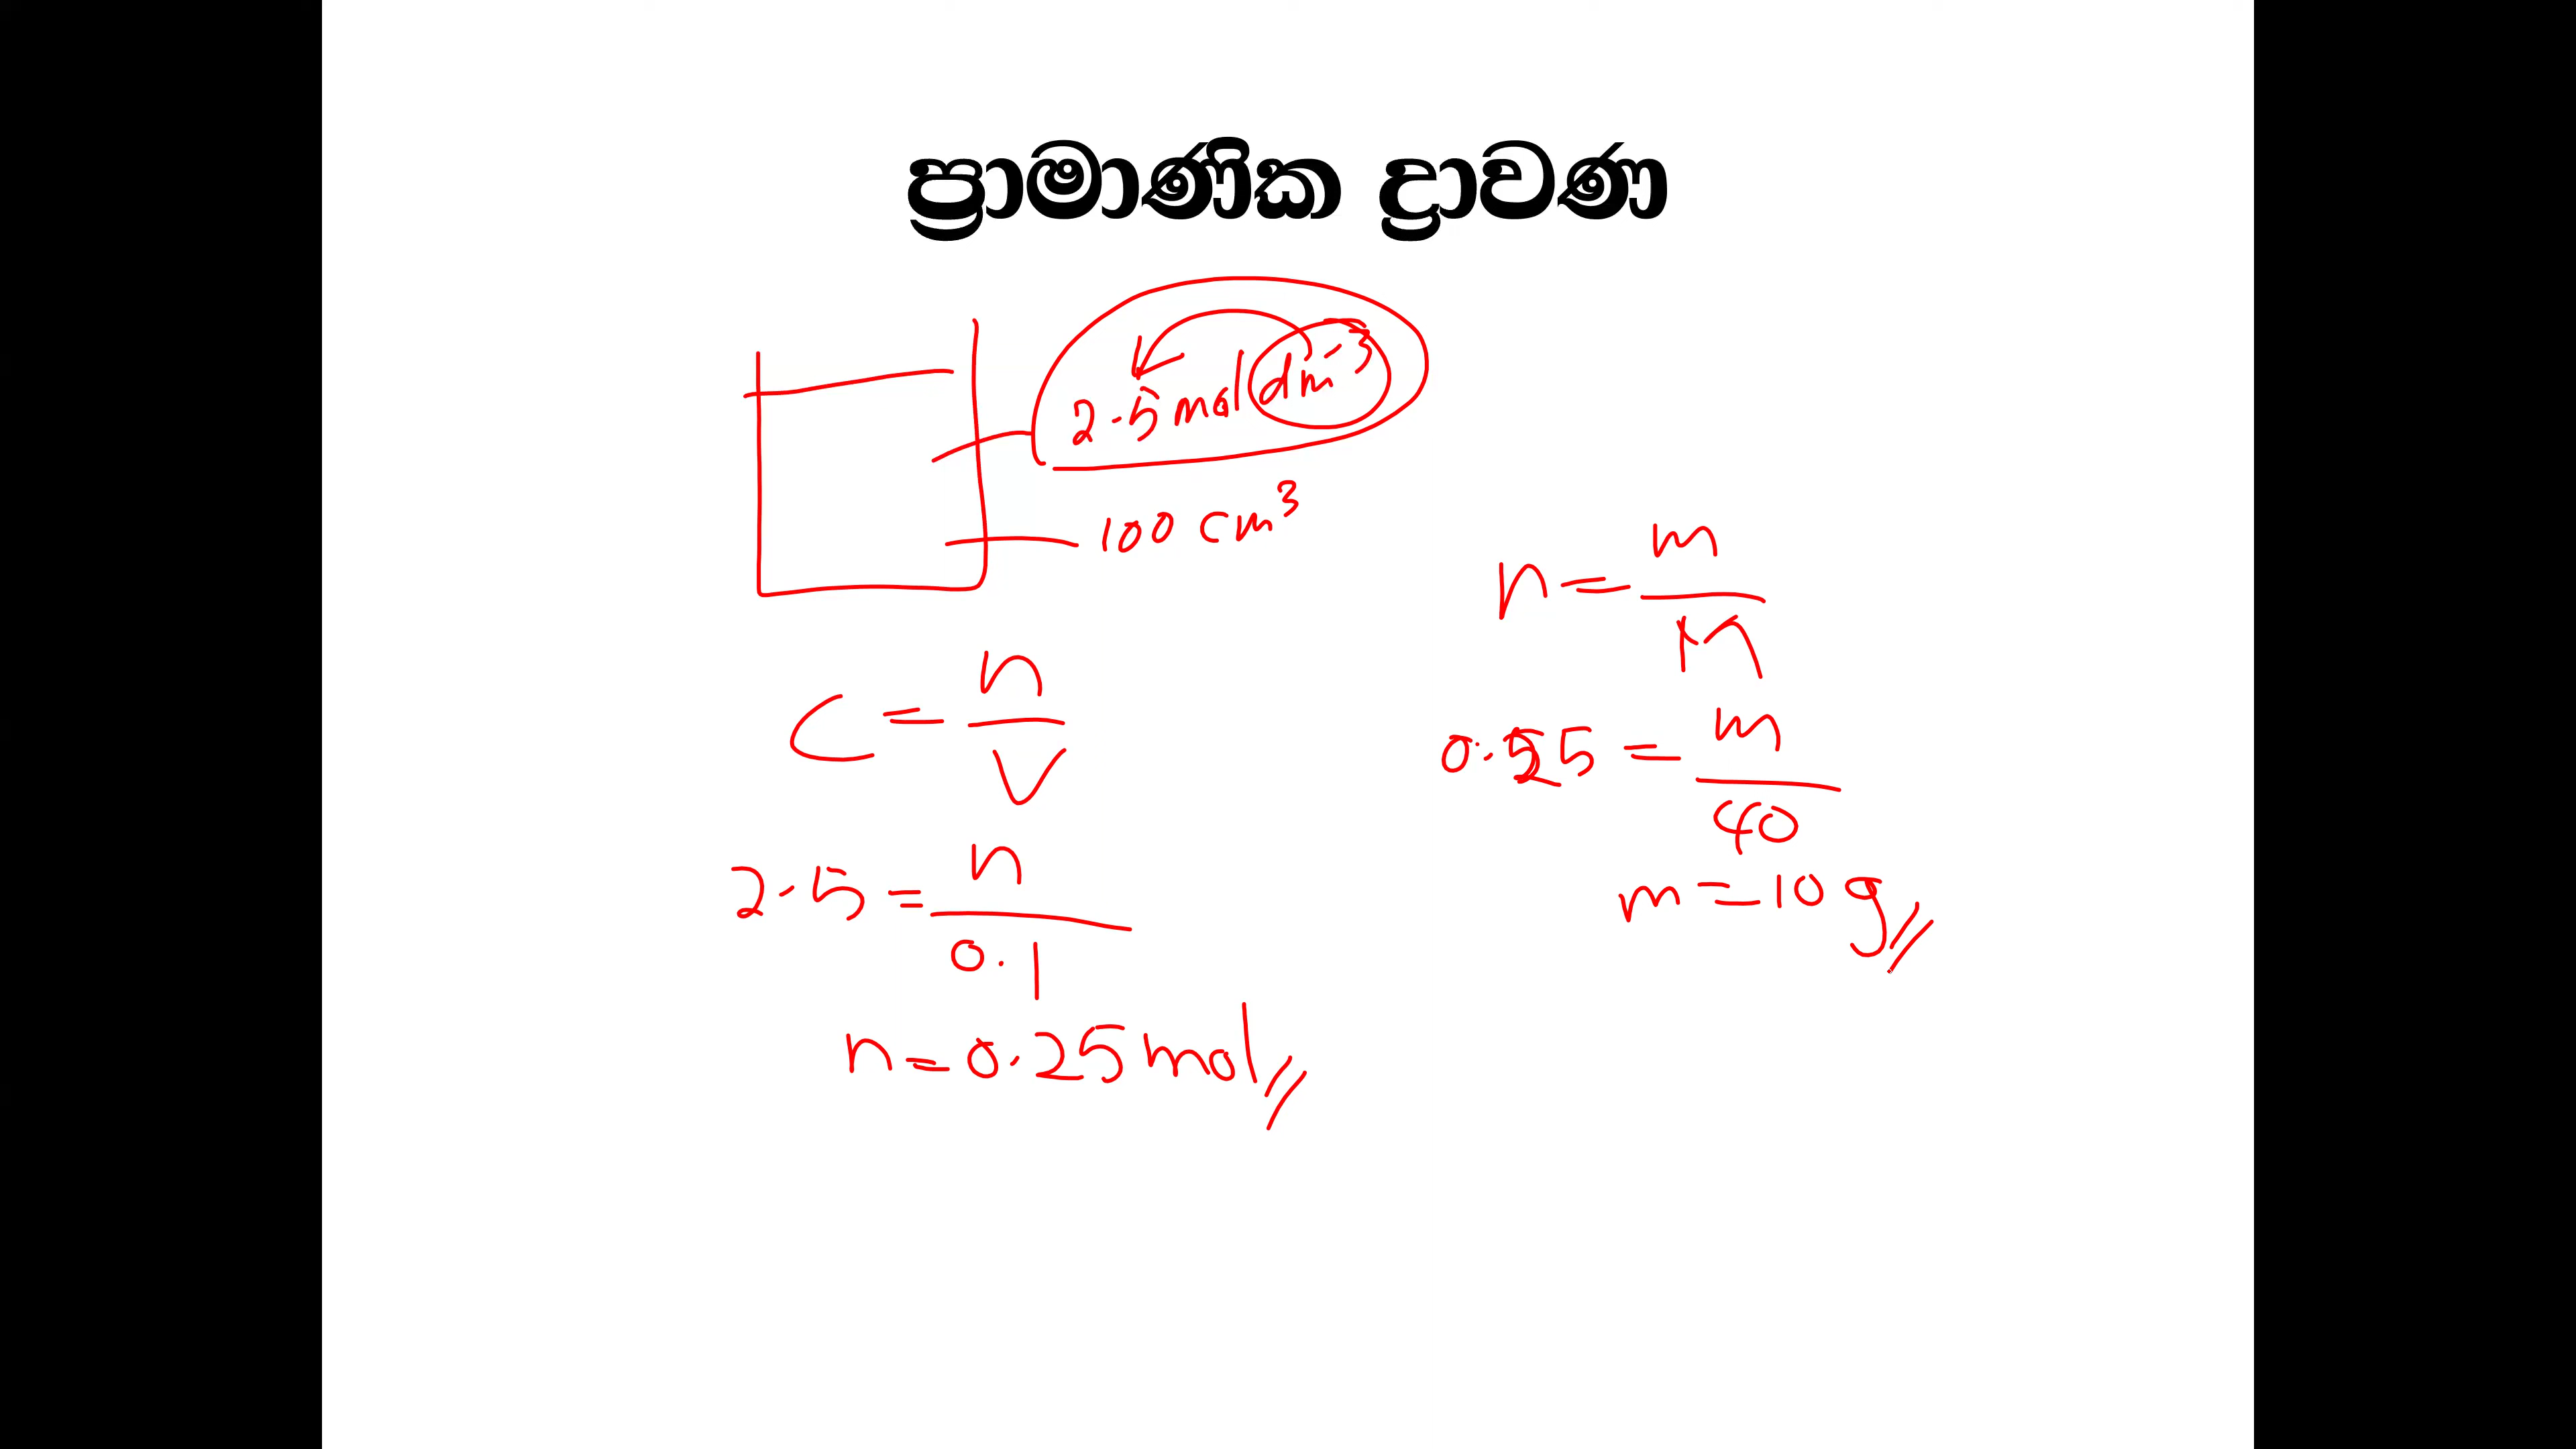 ප්‍රාමාණික ද්‍රාවණ
2.5 mol dm⁻³
100 cm³
C = n/V
2.5 = n/0.1
n = 0.25 mol
n = m/M
0.25 = m/40
m = 10 g